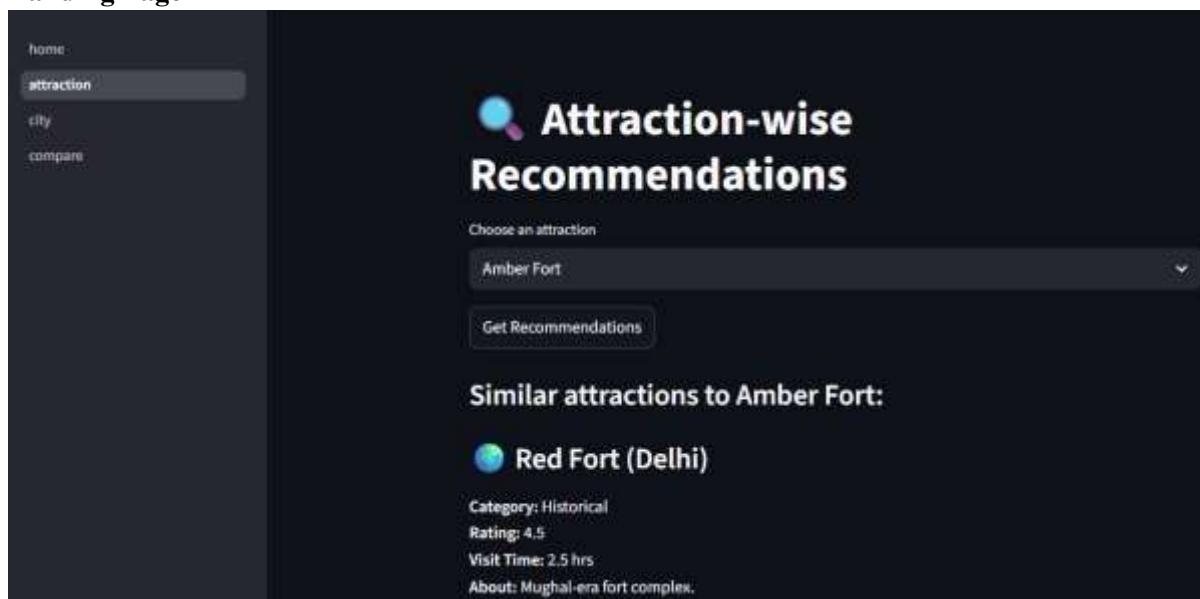 home
attraction
city
compare
Attraction-wise
Recommendations
Choose an attraction
Amber Fort
Get Recommendations
Similar attractions to Amber Fort:
Red Fort (Delhi)
Category: Historical
Rating: 4.5
Visit Time: 2.5 hrs
About: Mughal-era fort complex.